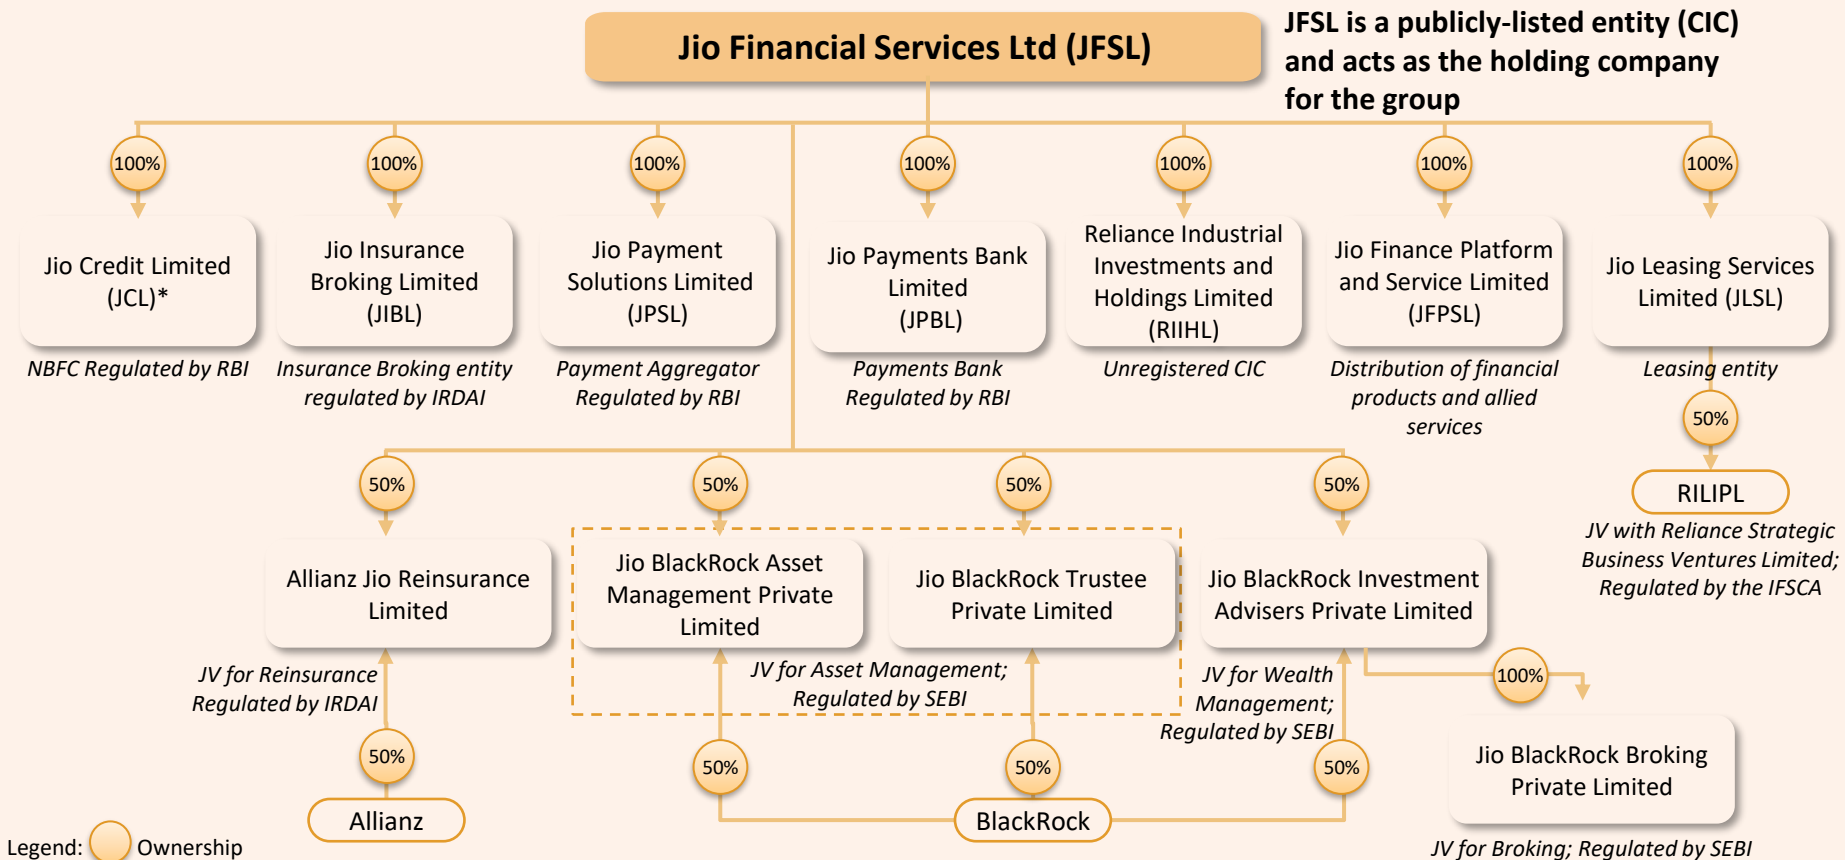 Jio Financial Services Ltd (JFSL)
JFSL is a publicly-listed entity (CIC)
and acts as the holding company
for the group
100%
100%
100%
100%
100%
100%
100%
Jio Credit Limited
(JCL)*
NBFC Regulated by RBI
Jio Insurance
Broking Limited
(JIBL)
Insurance Broking entity
regulated by IRDAI
Jio Payment
Solutions Limited
(JPSL)
Payment Aggregator
Regulated by RBI
Jio Payments Bank
Limited
(JPBL)
Payments Bank
Regulated by RBI
Reliance Industrial
Investments and
Holdings Limited
(RIIHL)
Unregistered CIC
Jio Finance Platform
and Service Limited
(JFPSL)
Distribution of financial
products and allied
services
Jio Leasing Services
Limited (JLSL)
Leasing entity
50%
RILIPL
JV with Reliance Strategic
Business Ventures Limited;
Regulated by the IFSCA
50%
50%
50%
50%
Allianz Jio Reinsurance
Limited
JV for Reinsurance
Regulated by IRDAI
Jio BlackRock Asset
Management Private
Limited
Jio BlackRock Trustee
Private Limited
JV for Asset Management;
Regulated by SEBI
Jio BlackRock Investment
Advisers Private Limited
JV for Wealth
Management;
Regulated by SEBI
100%
Jio BlackRock Broking
Private Limited
JV for Broking; Regulated by SEBI
50%
50%
50%
50%
Allianz
BlackRock
Legend: Ownership